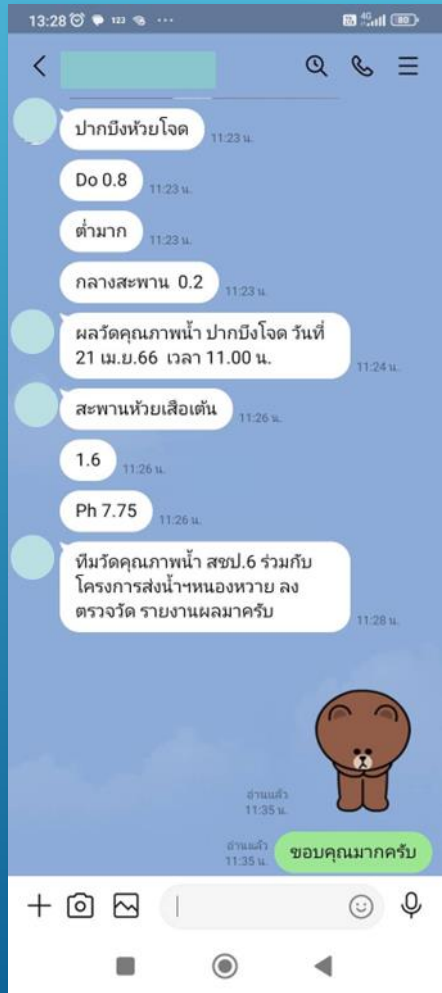 13:28 123 ...
4G 80
ปากบึงห้วยโจด
11:23 น.
Do 0.8
11:23 น.
ต่ำมาก
11:23 น.
กลางสะพาน 0.2
11:23 น.
ผลวัดคุณภาพน้ำ ปากบึงโจด วันที่
21 เม.ย.66 เวลา 11.00 น.
11:24 น.
สะพานห้วยเสือเต้น
11:26 น.
1.6
11:26 น.
Ph 7.75
11:26 น.
ทีมวัดคุณภาพน้ำ สชป.6 ร่วมกับ
โครงการส่งน้ำฯหนองหวาย ลง
ตรวจวัด รายงานผลมาครับ
11:28 น.
อ่านแล้ว
11:35 น.
อ่านแล้ว
11:35 น.
ขอบคุณมากครับ